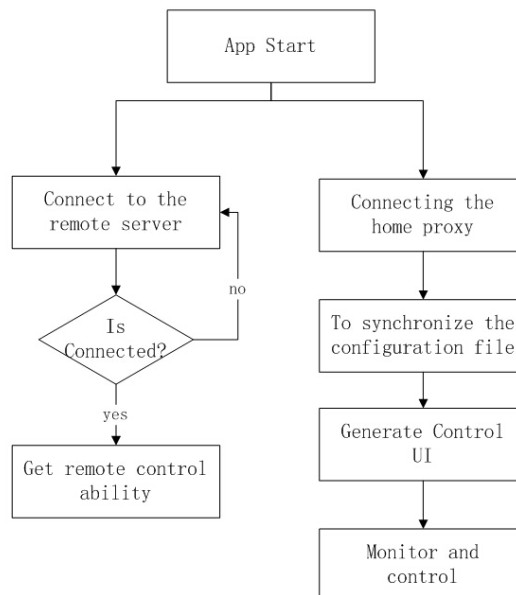 App Start
Connect to the
remote server
Connecting the
home proxy
no
Is
Connected?
To synchronize the
configuration file
yes
Generate Control
UI
Get remote control
ability
Monitor and
control